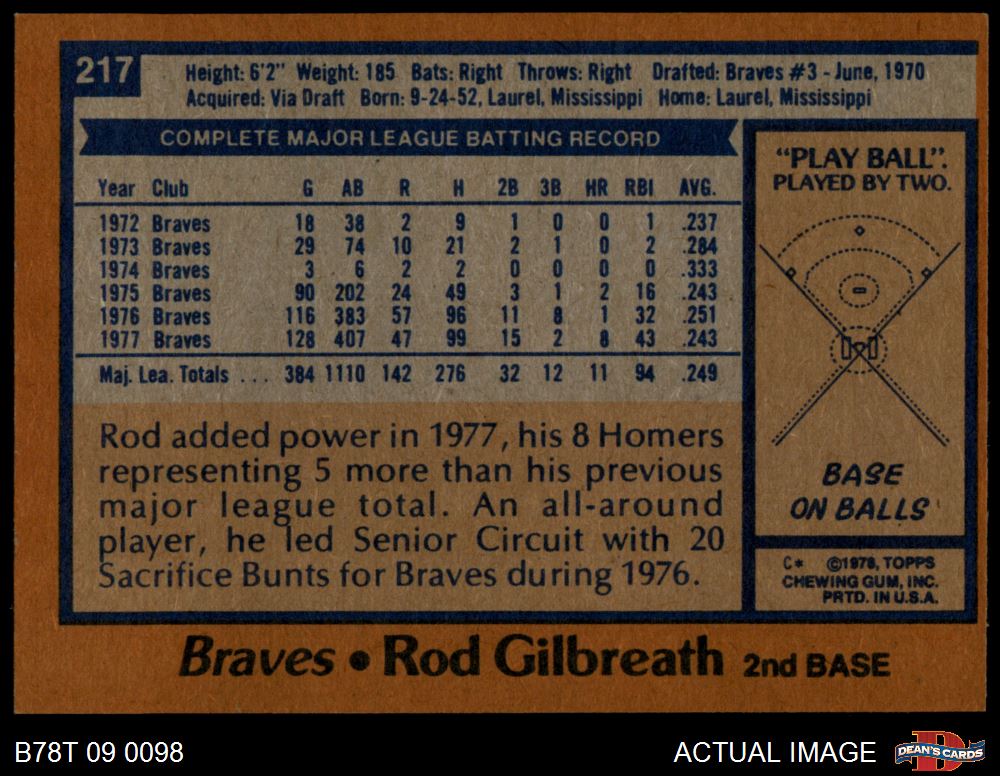 217
Height: 6'2" Weight: 185 Bats: Right Throws: Right Drafted: Braves #3 - June, 1970
Acquired: Via Draft Born: 9-24-52, Laurel, Mississippi Home: Laurel, Mississippi
COMPLETE MAJOR LEAGUE BATTING RECORD
Year Club G AB R H 2B 3B HR RBI AVG.
1972 Braves 18 38 2 9 1 0 0 1 .237
1973 Braves 29 74 10 21 2 1 0 2 .284
1974 Braves 3 6 2 2 0 0 0 0 .333
1975 Braves 90 202 24 49 3 1 2 16 .243
1976 Braves 116 383 57 96 11 8 1 32 .251
1977 Braves 128 407 47 99 15 2 8 43 .243
Maj. Lea. Totals ... 384 1110 142 276 32 12 11 94 .249
Rod added power in 1977, his 8 Homers
representing 5 more than his previous
major league total. An all-around
player, he led Senior Circuit with 20
Sacrifice Bunts for Braves during 1976.
"PLAY BALL".
PLAYED BY TWO.
BASE
ON BALLS
C* ©1978, TOPPS
CHEWING GUM, INC.
PRTD. IN U.S.A.
Braves • Rod Gilbreath 2nd BASE
B78T 09 0098
ACTUAL IMAGE
D
DEAN'S CARDS